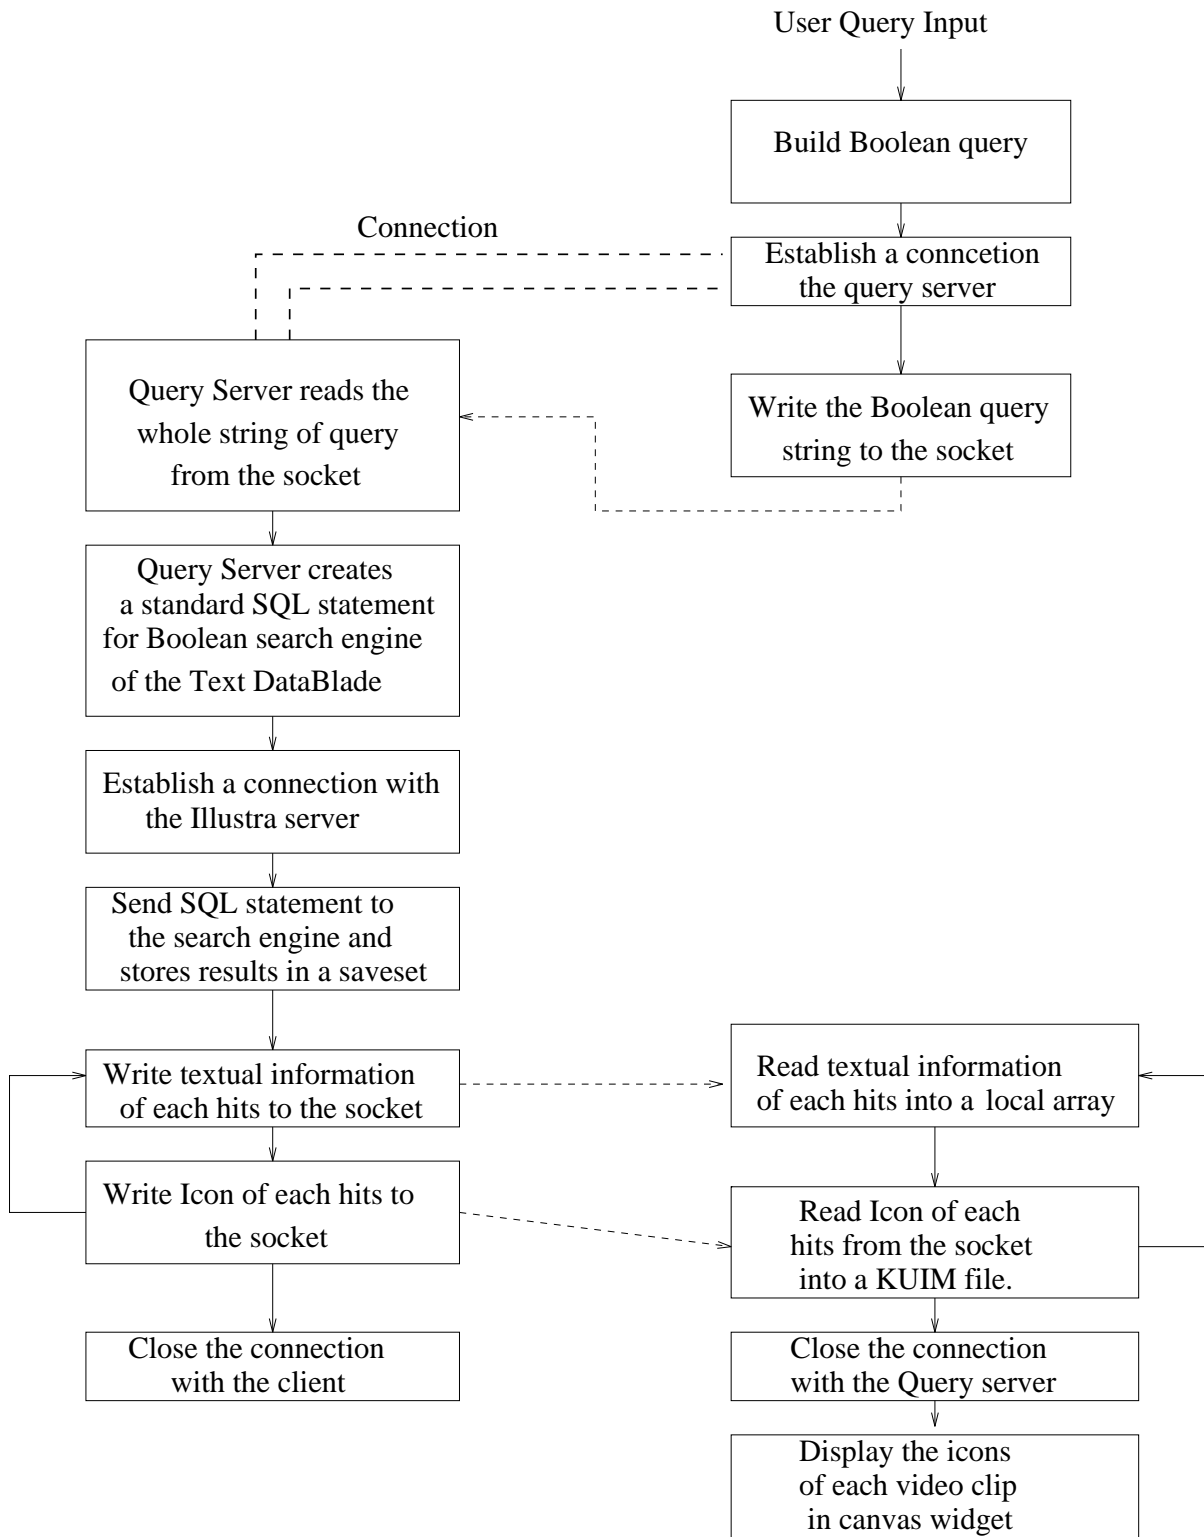 User Query Input
Build Boolean query
Connection
Establish a conncetion
the query server
Query Server reads the
whole string of query
from the socket
Write the Boolean query
string to the socket
Query Server creates
a standard SQL statement
for Boolean search engine
of the Text DataBlade
Establish a connection with
the Illustra server
Send SQL statement to
the search engine and
stores results in a saveset
Write textual information
of each hits to the socket
Read textual information
of each hits into a local array
Write Icon of each hits to
the socket
Read Icon of each
hits from the socket
into a KUIM file.
Close the connection
with the client
Close the connection
with the Query server
Display the icons
of each video clip
in canvas widget